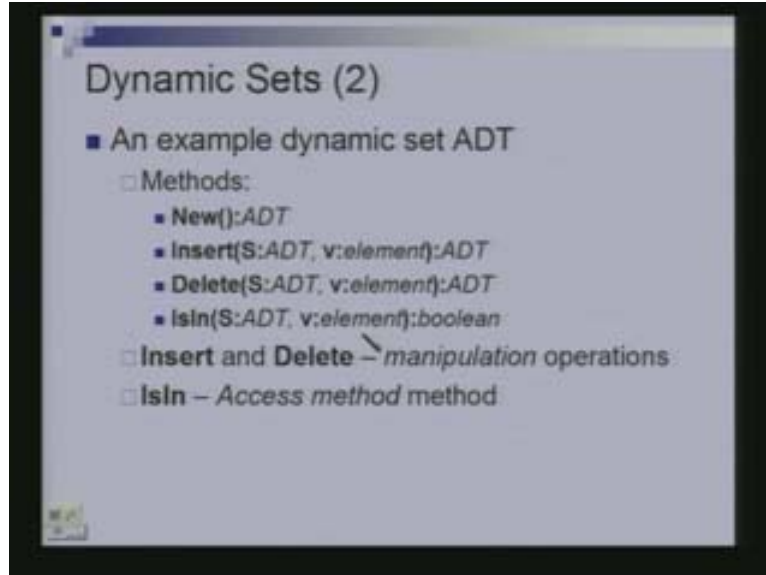 Dynamic Sets (2)
An example dynamic set ADT
Methods:
New():ADT
Insert(S:ADT, v:element):ADT
Delete(S:ADT, v:element):ADT
IsIn(S:ADT, v:element):boolean
Insert and Delete – manipulation operations
IsIn – Access method method